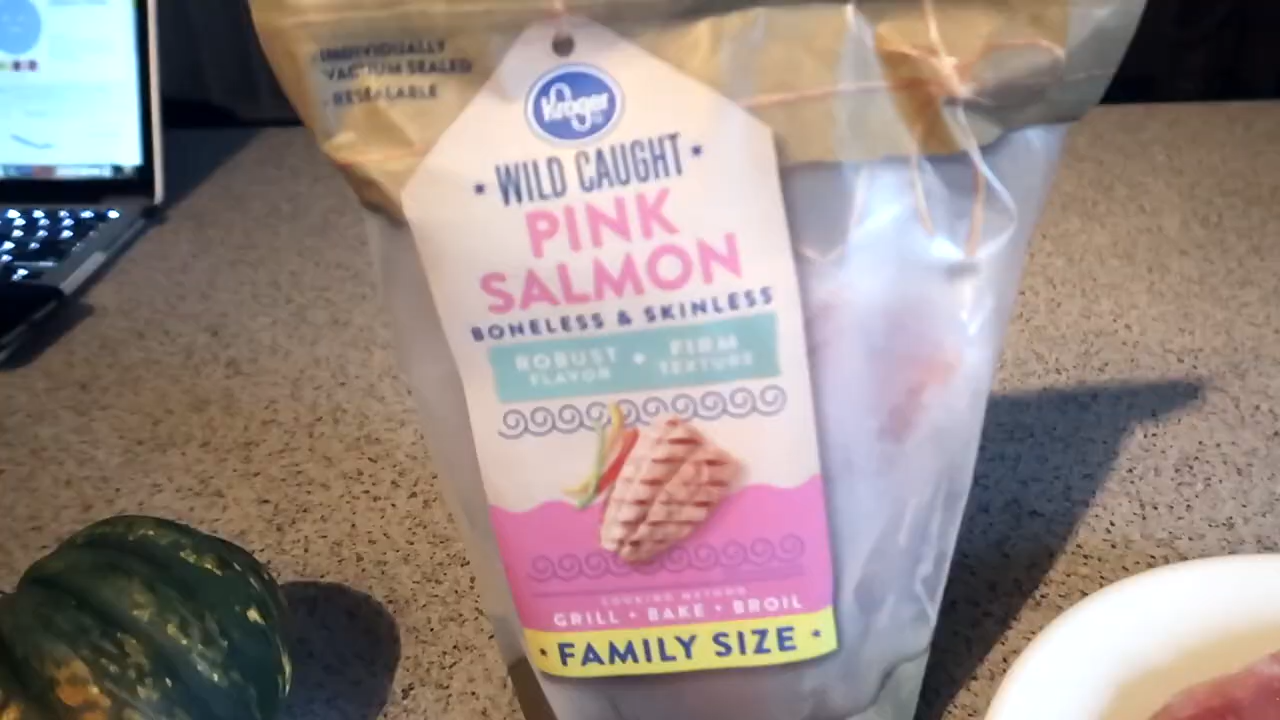 INDIVIDUALLY
VACUUM SEALED
RESEALABLE
Kroger
WILD CAUGHT
PINK
SALMON
BONELESS & SKINLESS
ROBUST FLAVOR • FIRM TEXTURE
COOKING METHODS
GRILL • BAKE • BROIL
• FAMILY SIZE •